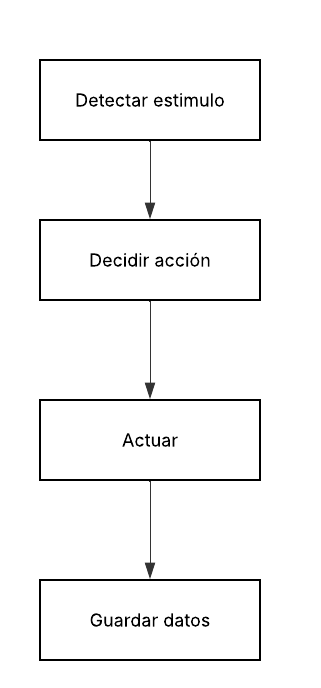 Detectar estimulo
Decidir acción
Actuar
Guardar datos